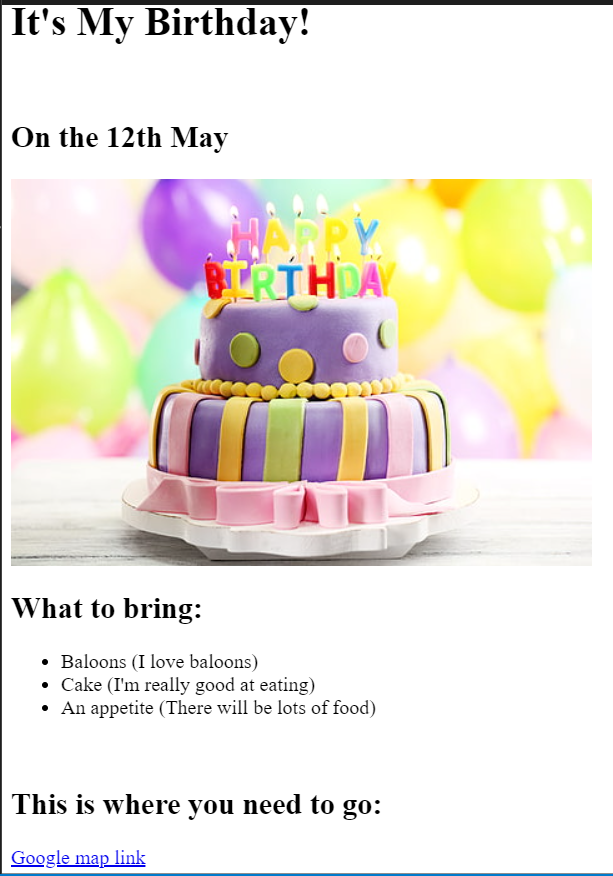 It's My Birthday!
On the 12th May
HAPPY
BIRTHDAY
What to bring:
Baloons (I love baloons)
Cake (I'm really good at eating)
An appetite (There will be lots of food)
This is where you need to go:
Google map link